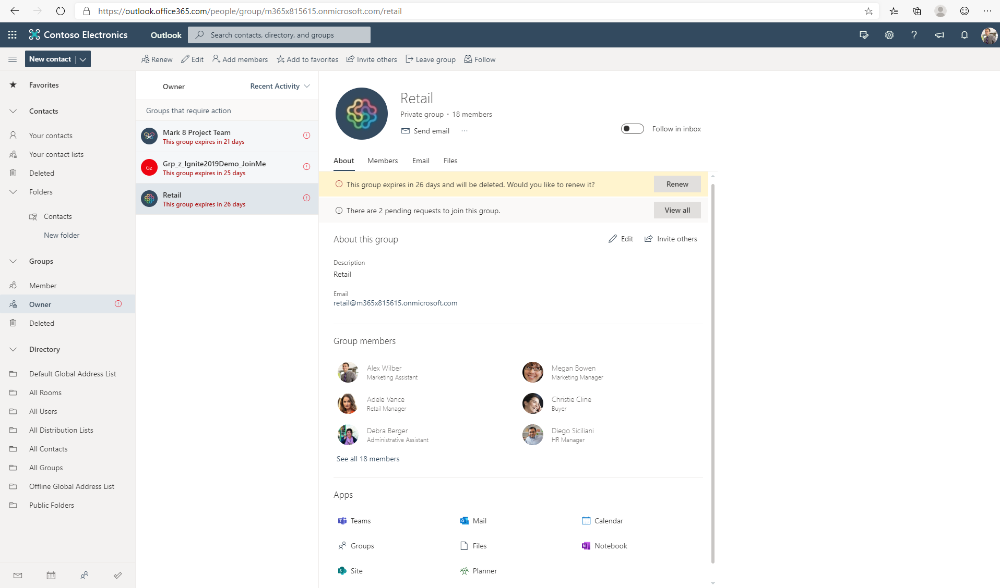 https://outlook.office365.com/people/group/m365x815615.onmicrosoft.com/retail
Contoso Electronics
Outlook
Search contacts, directory, and groups
New contact
Renew
Edit
Add members
Add to favorites
Invite others
Leave group
Follow
Favorites
Contacts
Your contacts
Your contact lists
Deleted
Folders
Contacts
New folder
Groups
Member
Owner
Deleted
Directory
Default Global Address List
All Rooms
All Users
All Distribution Lists
All Contacts
All Groups
Offline Global Address List
Public Folders
Owner
Recent Activity
Groups that require action
Mark 8 Project Team
This group expires in 21 days
Gz
Grp_z_Ignite2019Demo_JoinMe
This group expires in 25 days
Retail
This group expires in 26 days
Retail
Private group • 18 members
Send email
Follow in inbox
About
Members
Email
Files
This group expires in 26 days and will be deleted. Would you like to renew it?
Renew
There are 2 pending requests to join this group.
View all
About this group
Edit
Invite others
Description
Retail
Email
retail@m365x815615.onmicrosoft.com
Group members
Alex Wilber
Marketing Assistant
Megan Bowen
Marketing Manager
Adele Vance
Retail Manager
Christie Cline
Buyer
Debra Berger
Administrative Assistant
Diego Siciliani
HR Manager
See all 18 members
Apps
Teams
Mail
Calendar
Groups
Files
Notebook
Site
Planner